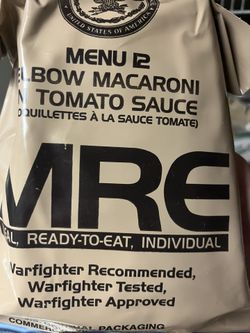 UNITED STATES OF AMERICA
MENU 12
ELBOW MACARONI
IN TOMATO SAUCE
COQUILLETTES À LA SAUCE TOMATE)
MRE
MEAL, READY-TO-EAT, INDIVIDUAL
Warfighter Recommended,
Warfighter Tested,
Warfighter Approved
COMMERCIAL PACKAGING